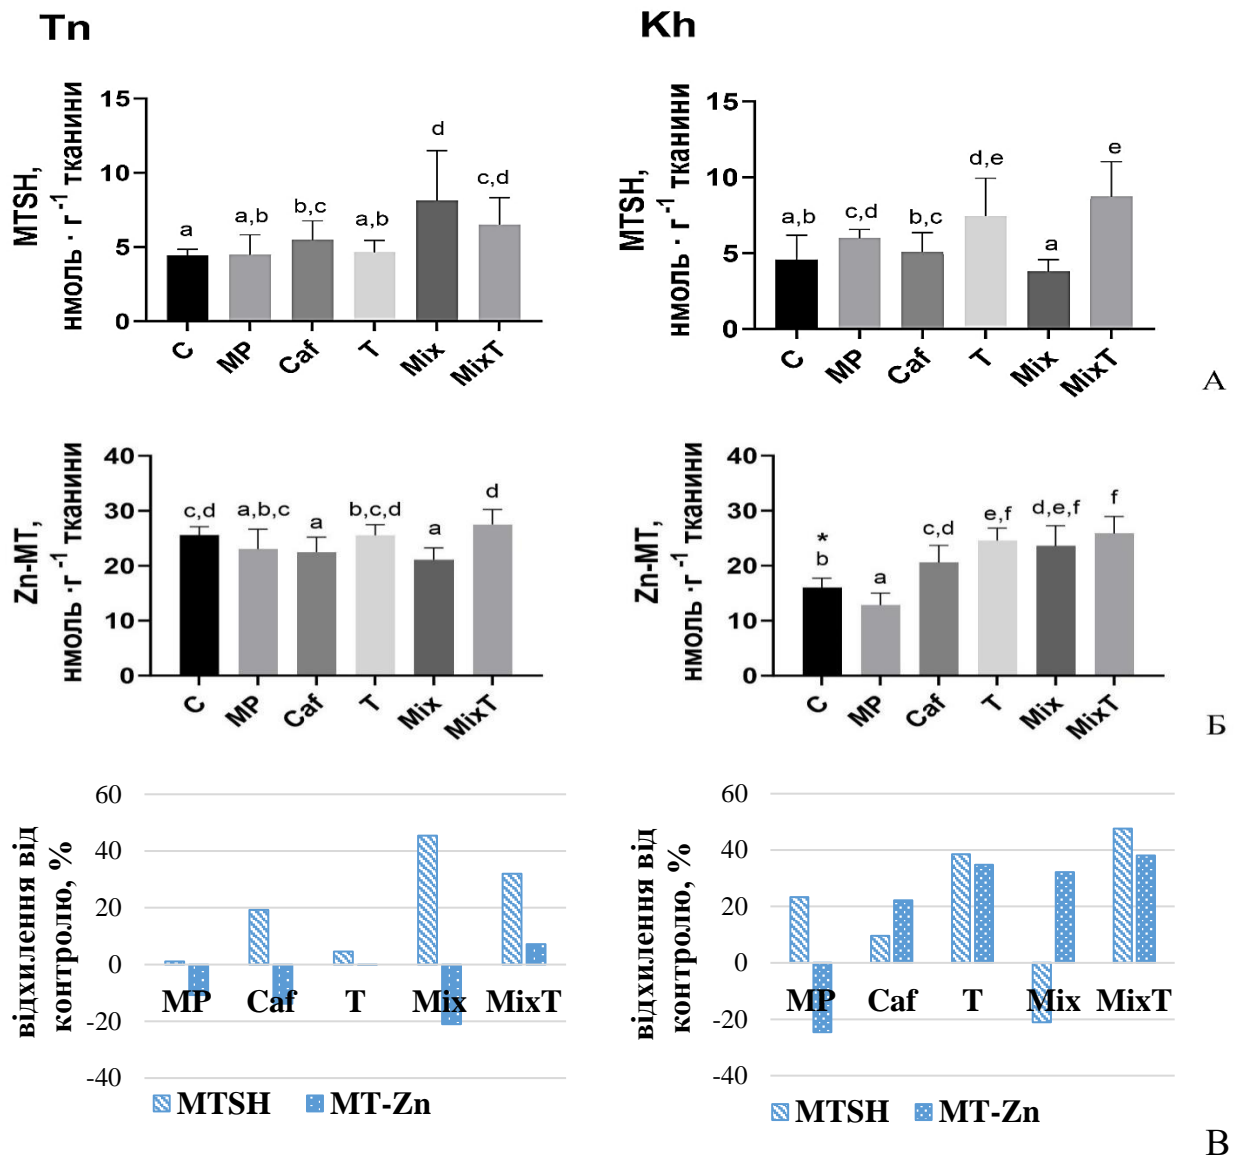 Tn
Kh
MTSH,
нмоль · г⁻¹ тканини
15
10
5
0
a
a,b
b,c
a,b
d
c,d
C
MP
Caf
T
Mix
MixT
MTSH,
нмоль · г⁻¹ тканини
15
10
5
0
a,b
c,d
b,c
d,e
a
e
C
MP
Caf
T
Mix
MixT
А
Zn-MT,
нмоль ·г⁻¹ тканини
40
30
20
10
0
c,d
a,b,c
a
b,c,d
a
d
C
MP
Caf
T
Mix
MixT
Zn-MT,
нмоль ·г⁻¹ тканини
40
30
20
10
0
*
b
a
c,d
e,f
d,e,f
f
C
MP
Caf
T
Mix
MixT
Б
відхилення від
контролю, %
60
40
20
0
-20
-40
MP
Caf
T
Mix
MixT
MTSH
MT-Zn
відхилення від
контролю, %
60
40
20
0
-20
-40
MP
Caf
T
Mix
MixT
MTSH
MT-Zn
В